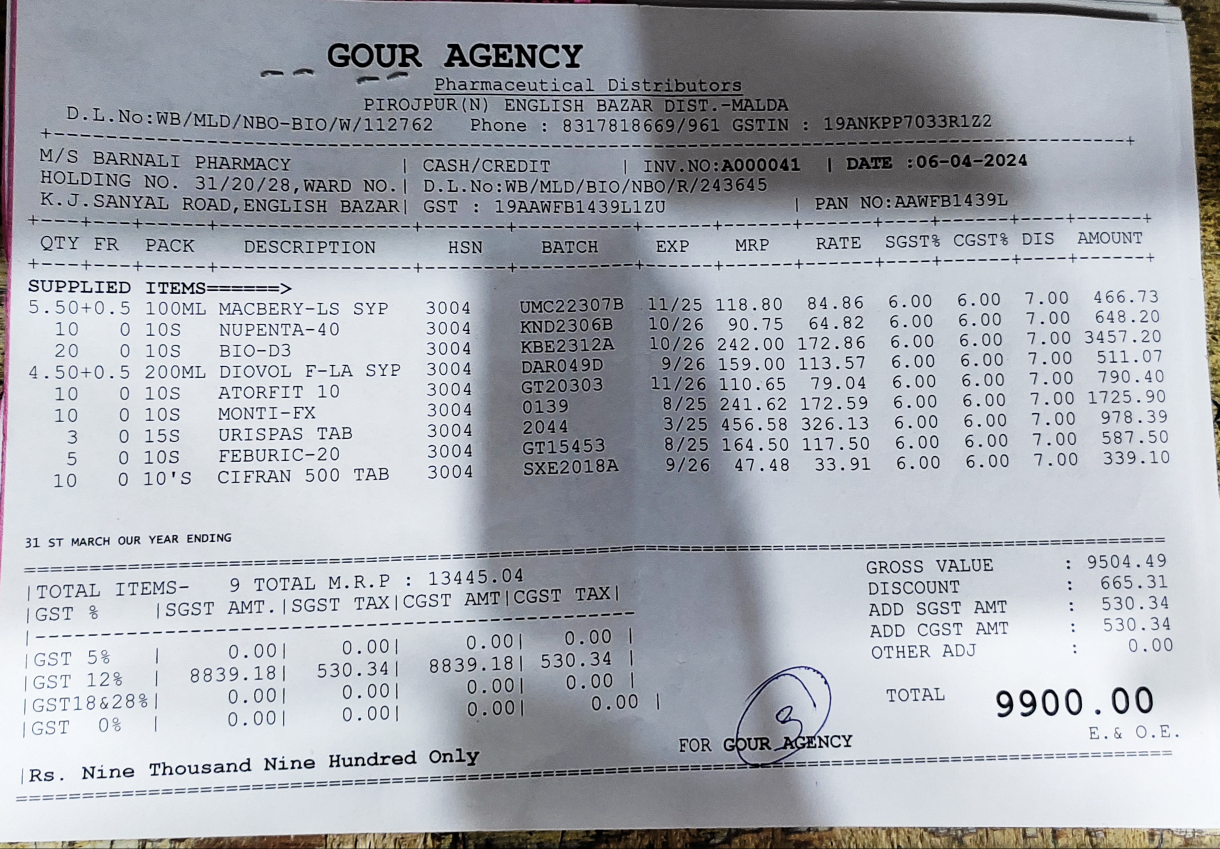 GOUR AGENCY
Pharmaceutical Distributors
PIROJPUR(N) ENGLISH BAZAR DIST.-MALDA
D.L.No:WB/MLD/NBO-BIO/W/112762 Phone : 8317818669/961 GSTIN : 19ANKPP7033R1Z2
M/S BARNALI PHARMACY | CASH/CREDIT | INV.NO:A000041 | DATE :06-04-2024
HOLDING NO. 31/20/28,WARD NO.| D.L.No:WB/MLD/BIO/NBO/R/243645
K.J.SANYAL ROAD,ENGLISH BAZAR| GST : 19AAWFB1439L1ZU | PAN NO:AAWFB1439L
QTY FR PACK DESCRIPTION HSN BATCH EXP MRP RATE SGST% CGST% DIS AMOUNT
SUPPLIED ITEMS======>
5.50+0.5 100ML MACBERY-LS SYP 3004 UMC22307B 11/25 118.80 84.86 6.00 6.00 7.00 466.73
10 0 10S NUPENTA-40 3004 KND2306B 10/26 90.75 64.82 6.00 6.00 7.00 648.20
20 0 10S BIO-D3 3004 KBE2312A 10/26 242.00 172.86 6.00 6.00 7.00 3457.20
4.50+0.5 200ML DIOVOL F-LA SYP 3004 DAR049D 9/26 159.00 113.57 6.00 6.00 7.00 511.07
10 0 10S ATORFIT 10 3004 GT20303 11/26 110.65 79.04 6.00 6.00 7.00 790.40
10 0 10S MONTI-FX 3004 0139 8/25 241.62 172.59 6.00 6.00 7.00 1725.90
3 0 15S URISPAS TAB 3004 2044 3/25 456.58 326.13 6.00 6.00 7.00 978.39
5 0 10S FEBURIC-20 3004 GT15453 8/25 164.50 117.50 6.00 6.00 7.00 587.50
10 0 10'S CIFRAN 500 TAB 3004 SXE2018A 9/26 47.48 33.91 6.00 6.00 7.00 339.10
31 ST MARCH OUR YEAR ENDING
|TOTAL ITEMS- 9 TOTAL M.R.P : 13445.04
|GST % |SGST AMT.|SGST TAX|CGST AMT|CGST TAX|
|GST 5% | 0.00| 0.00| 0.00| 0.00 |
|GST 12% | 8839.18| 530.34| 8839.18| 530.34 |
|GST18&28%| 0.00| 0.00| 0.00| 0.00 |
|GST 0% | 0.00| 0.00| 0.00| 0.00 |
GROSS VALUE : 9504.49
DISCOUNT : 665.31
ADD SGST AMT : 530.34
ADD CGST AMT : 530.34
OTHER ADJ : 0.00
TOTAL 9900.00
E.& O.E.
3
FOR GOUR AGENCY
|Rs. Nine Thousand Nine Hundred Only